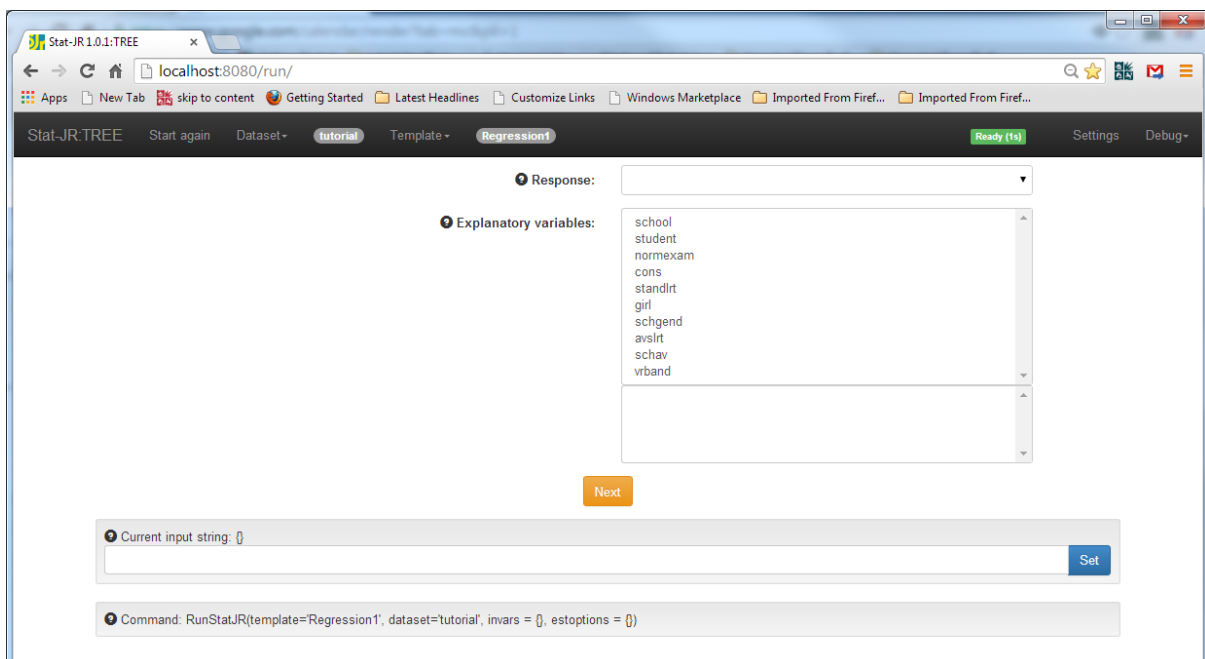 Stat-JR 1.0.1:TREE
localhost:8080/run/
Apps New Tab skip to content Getting Started Latest Headlines Customize Links Windows Marketplace Imported From Firef... Imported From Firef...
Stat-JR:TREE Start again Dataset tutorial Template Regression1 Ready (1s) Settings Debug
Response:
Explanatory variables:
school
student
normexam
cons
standlrt
girl
schgend
avslrt
schav
vrband
Next
Current input string: {}
Set
Command: RunStatJR(template='Regression1', dataset='tutorial', invars = {}, estoptions = {})